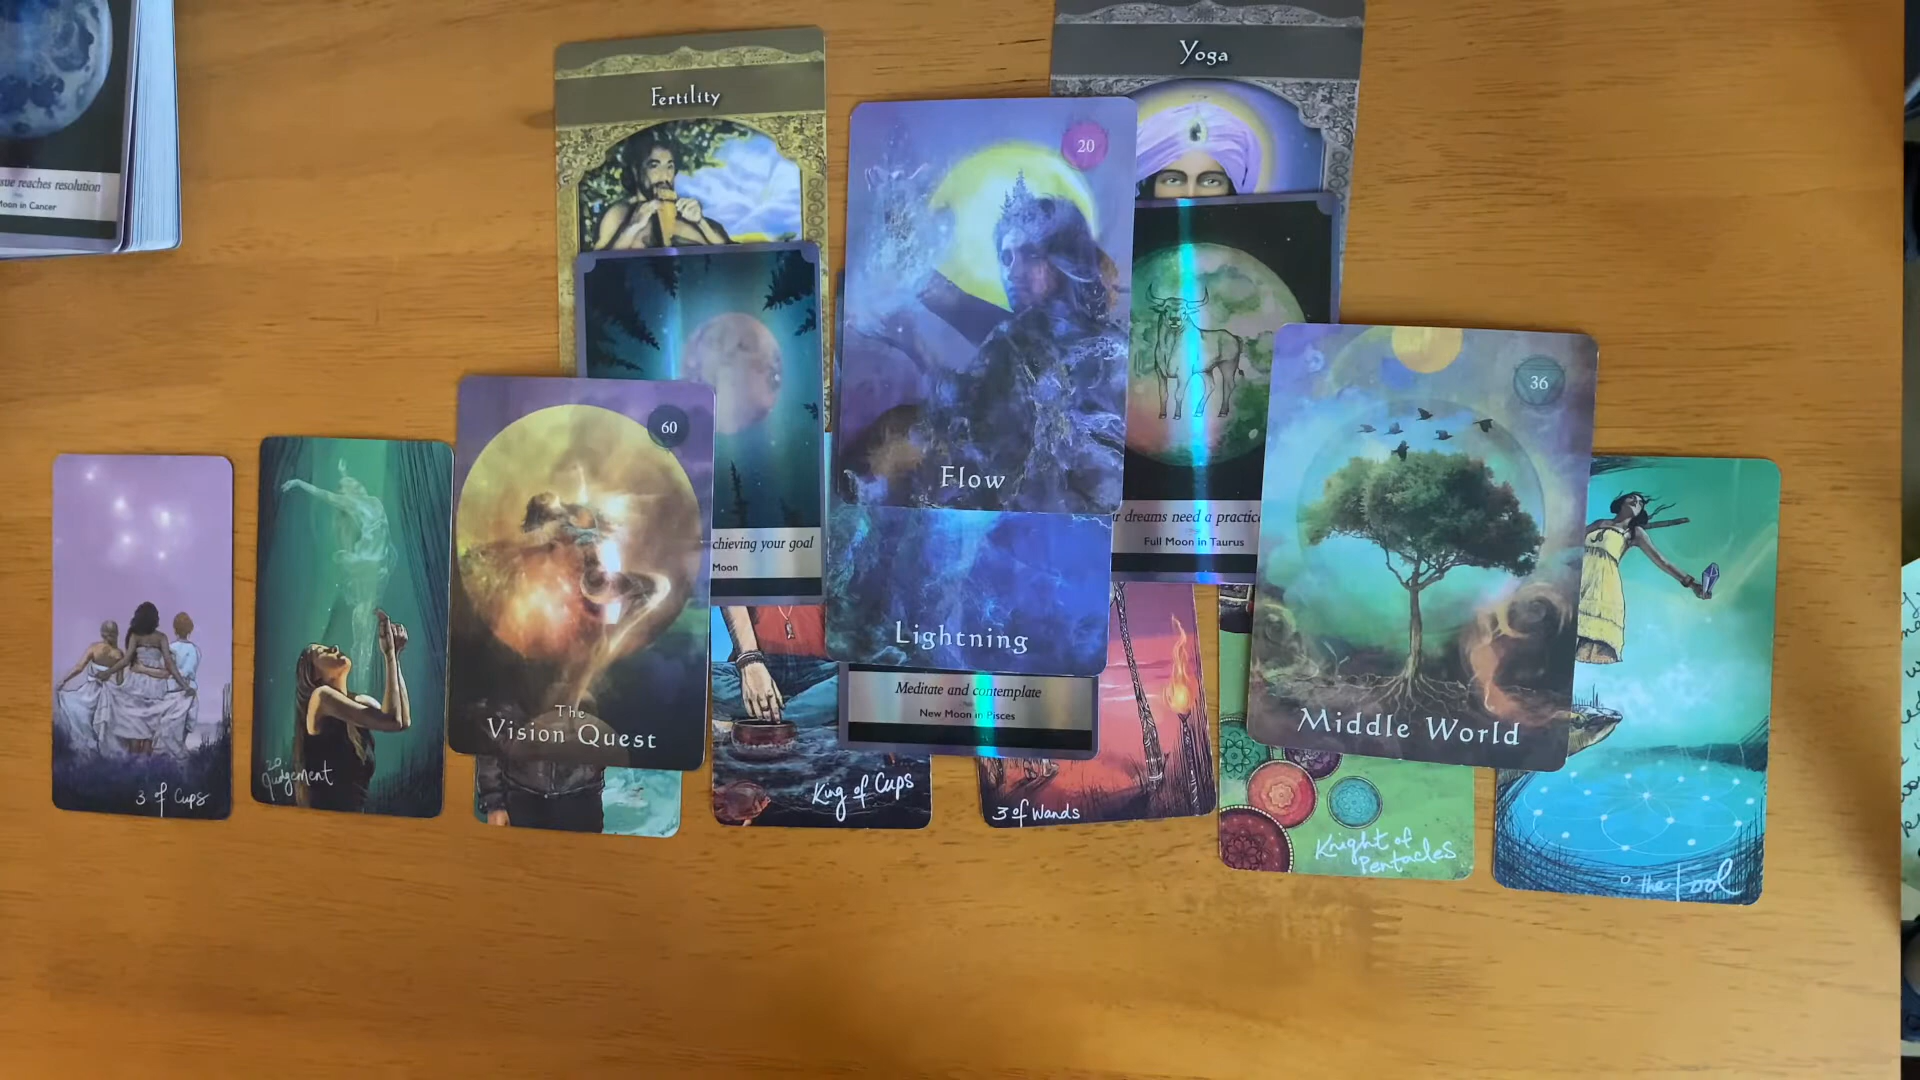 sue reaches resolution
Moon in Cancer
Fertility
Yoga
20
Flow
Lightning
Meditate and contemplate
New Moon in Pisces
chieving your goal
Moon
ur dreams need a practic
Full Moon in Taurus
60
The
Vision Quest
36
Middle World
3 of Cups
20.
Judgement
King of Cups
3 of Wands
Knight of
Pentacles
0 the Fool